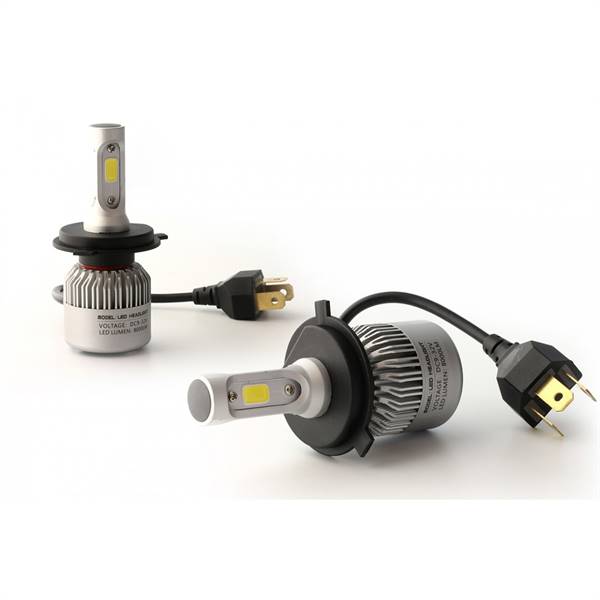 MODEL: LED HEADLIGHT
VOLTAGE: DC9-32V
LED LUMEN: 8000LM
MODEL: LED HEADLIGHT
VOLTAGE: DC9-32V
LED LUMEN: 8000LM